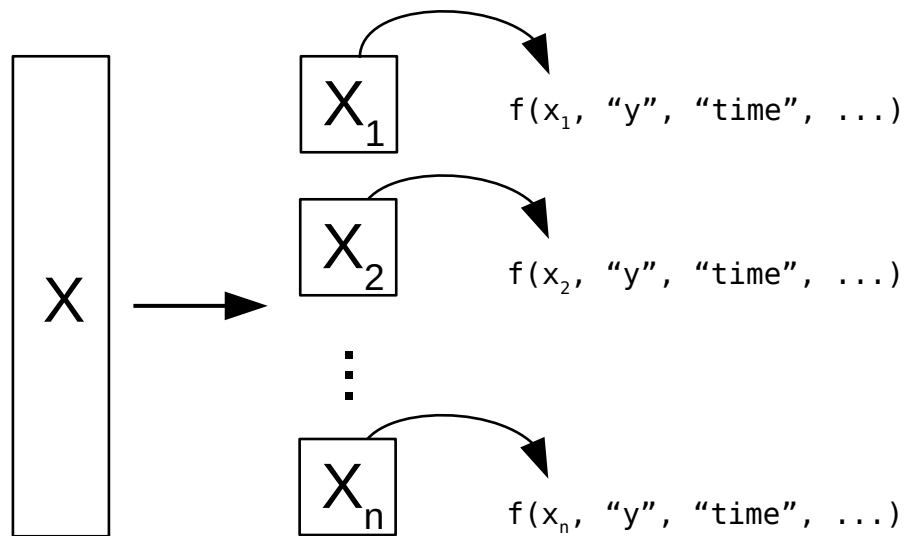 X₁
f(x₁, “y”, “time”, ...)
X₂
f(x₂, “y”, “time”, ...)
X
Xₙ
f(xₙ, “y”, “time”, ...)